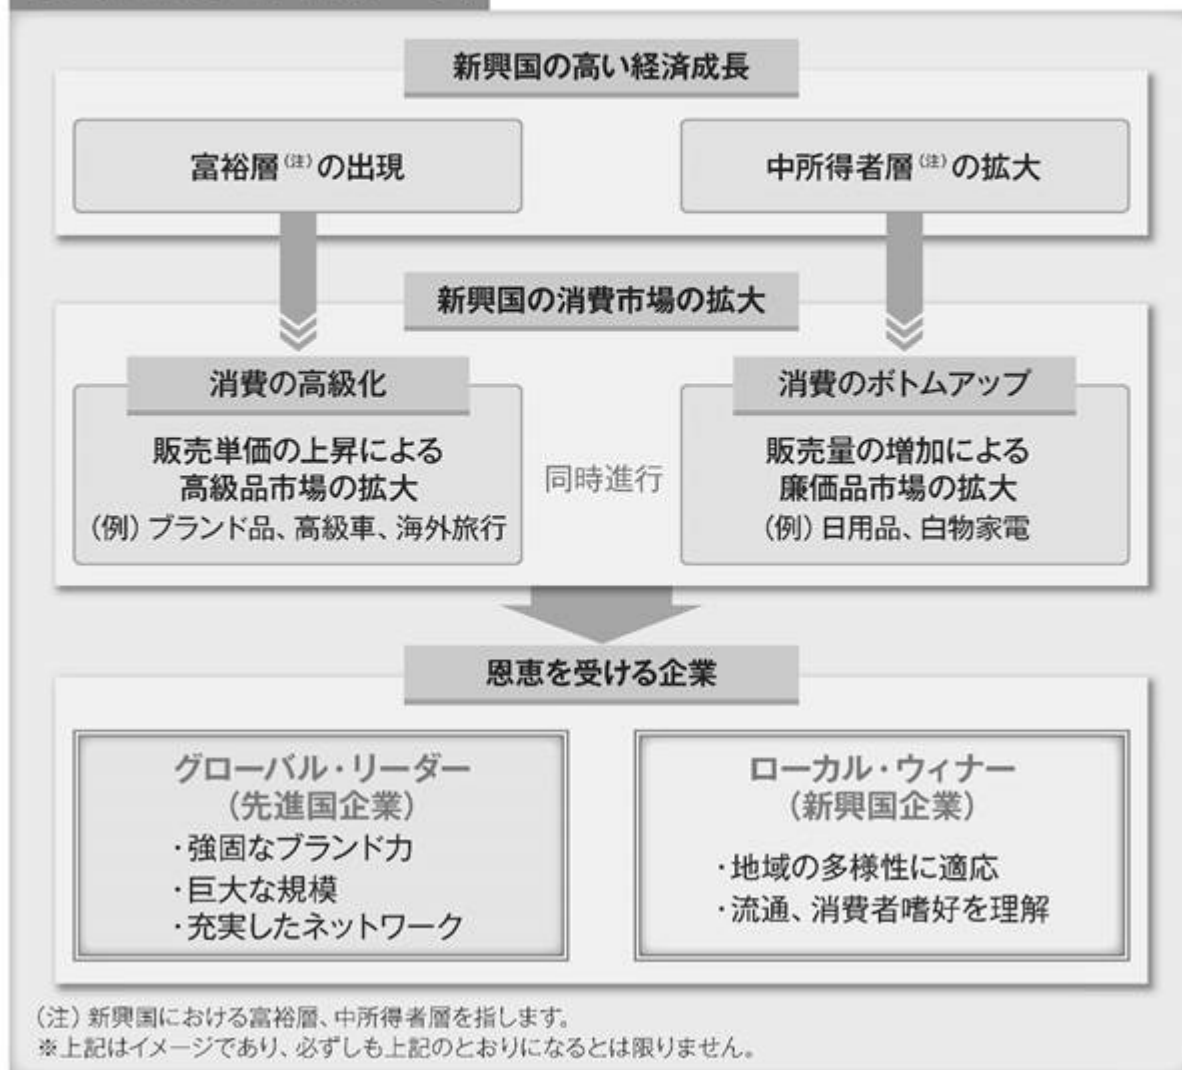 新興国の高い経済成長
富裕層(注)の出現
中所得者層(注)の拡大
新興国の消費市場の拡大
消費の高級化
販売単価の上昇による
高級品市場の拡大
(例)ブランド品、高級車、海外旅行
同時進行
消費のボトムアップ
販売量の増加による
廉価品市場の拡大
(例)日用品、白物家電
恩恵を受ける企業
グローバル・リーダー
(先進国企業)
・強固なブランド力
・巨大な規模
・充実したネットワーク
ローカル・ウィナー
(新興国企業)
・地域の多様性に適応
・流通、消費者嗜好を理解
(注)新興国における富裕層、中所得者層を指します。
※上記はイメージであり、必ずしも上記のとおりになるとは限りません。